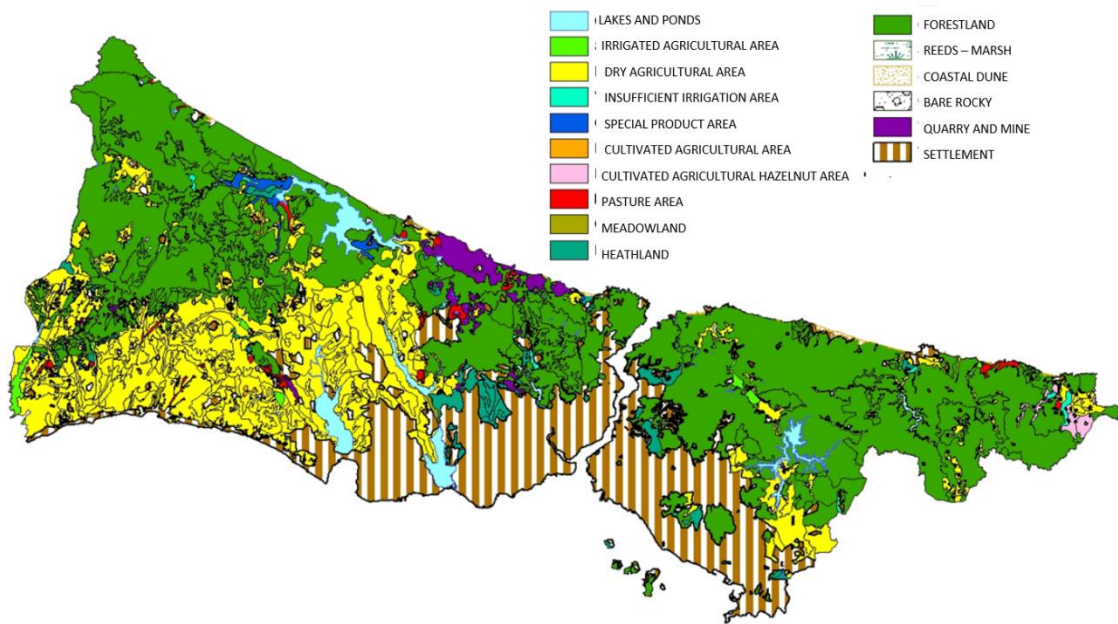 LAKES AND PONDS
IRRIGATED AGRICULTURAL AREA
DRY AGRICULTURAL AREA
INSUFFICIENT IRRIGATION AREA
SPECIAL PRODUCT AREA
CULTIVATED AGRICULTURAL AREA
CULTIVATED AGRICULTURAL HAZELNUT AREA
PASTURE AREA
MEADOWLAND
HEATHLAND
FORESTLAND
REEDS – MARSH
COASTAL DUNE
BARE ROCKY
QUARRY AND MINE
SETTLEMENT